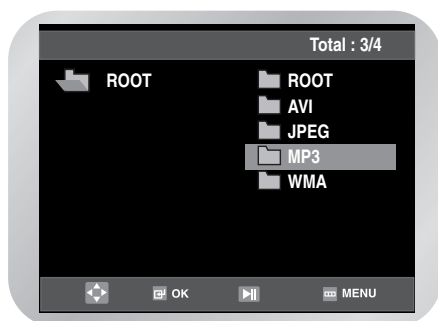 Total : 3/4
ROOT
ROOT
AVI
JPEG
MP3
WMA
OK
MENU